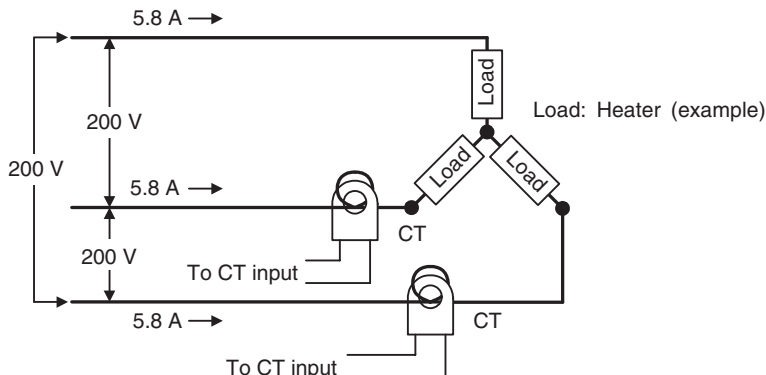 5.8 A
Load
Load: Heater (example)
200 V
Load
Load
200 V
5.8 A
CT
200 V
To CT input
5.8 A
CT
To CT input